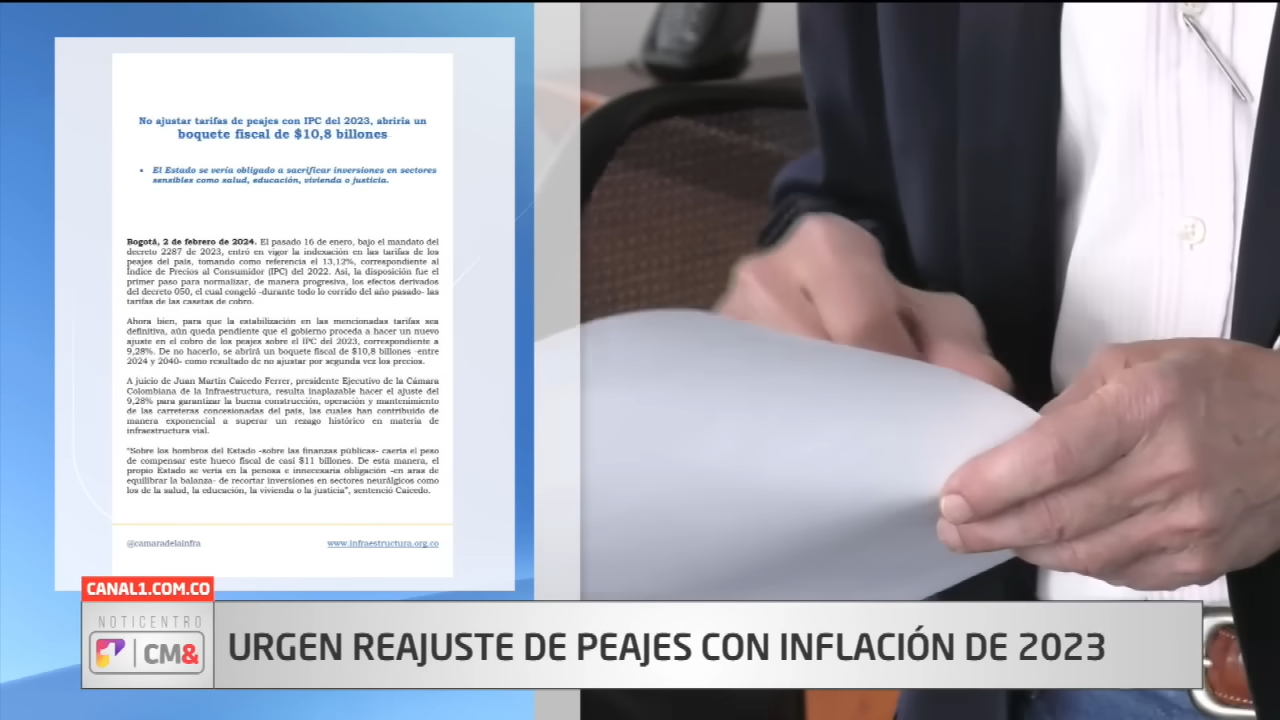 No ajustar tarifas de peajes con IPC del 2023, abriría un
boquete fiscal de $10,8 billones
• El Estado se vería obligado a sacrificar inversiones en sectores
sensibles como salud, educación, vivienda o justicia.
Bogotá, 2 de febrero de 2024. El pasado 16 de enero, bajo el mandato del
decreto 2287 de 2023, entró en vigor la indexación en las tarifas de los
peajes del país, tomando como referencia el 13,12%, correspondiente al
Índice de Precios al Consumidor (IPC) del 2022. Así, la disposición fue el
primer paso para normalizar, de manera progresiva, los efectos derivados
del decreto 050, el cual congeló -durante todo lo corrido del año pasado- las
tarifas de las casetas de cobro.
Ahora bien, para que la estabilización en las mencionadas tarifas sea
definitiva, aún queda pendiente que el gobierno proceda a hacer un nuevo
ajuste en el cobro de los peajes sobre el IPC del 2023, correspondiente a
9,28%. De no hacerlo, se abrirá un boquete fiscal de $10,8 billones -entre
2024 y 2040- como resultado de no ajustar por segunda vez los precios.
A juicio de Juan Martín Caicedo Ferrer, presidente Ejecutivo de la Cámara
Colombiana de la Infraestructura, resulta inaplazable hacer el ajuste del
9,28% para garantizar la buena construcción, operación y mantenimiento
de las carreteras concesionadas del país, las cuales han contribuido de
manera exponencial a superar un rezago histórico en materia de
infraestructura vial.
"Sobre los hombros del Estado -sobre las finanzas públicas- caería el peso
de compensar este hueco fiscal de casi $11 billones. De esta manera, el
propio Estado se vería en la penosa e innecesaria obligación -en aras de
equilibrar la balanza- de recortar inversiones en sectores neurálgicos como
los de la salud, la educación, la vivienda o la justicia", sentenció Caicedo.
@camaradelainfra
www.infraestructura.org.co
CANAL1.COM.CO
NOTICENTRO
1 | CM&
URGEN REAJUSTE DE PEAJES CON INFLACIÓN DE 2023